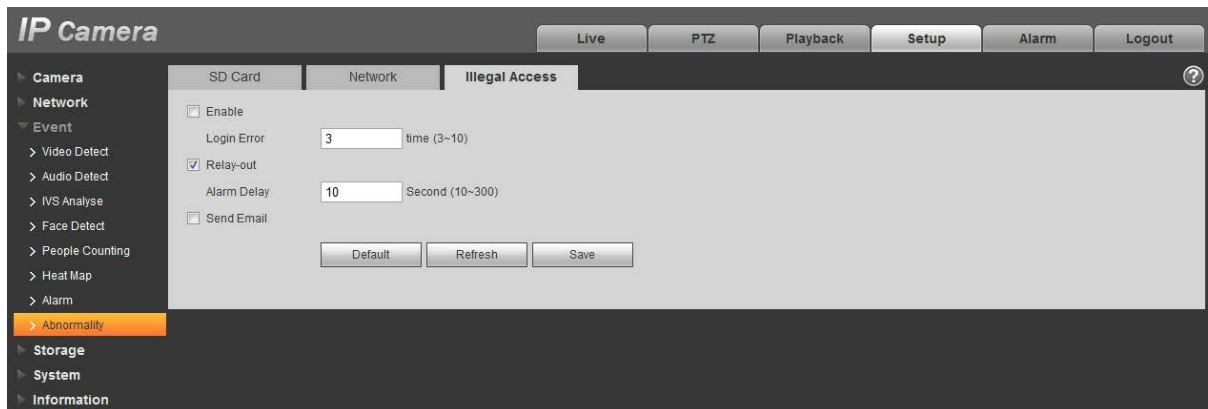 IP Camera
Live PTZ Playback Setup Alarm Logout
Camera
Network
Event
> Video Detect
> Audio Detect
> IVS Analyse
> Face Detect
> People Counting
> Heat Map
> Alarm
> Abnormality
Storage
System
Information
SD Card Network Illegal Access ?
Enable
Login Error 3 time (3~10)
Relay-out
Alarm Delay 10 Second (10~300)
Send Email
Default Refresh Save